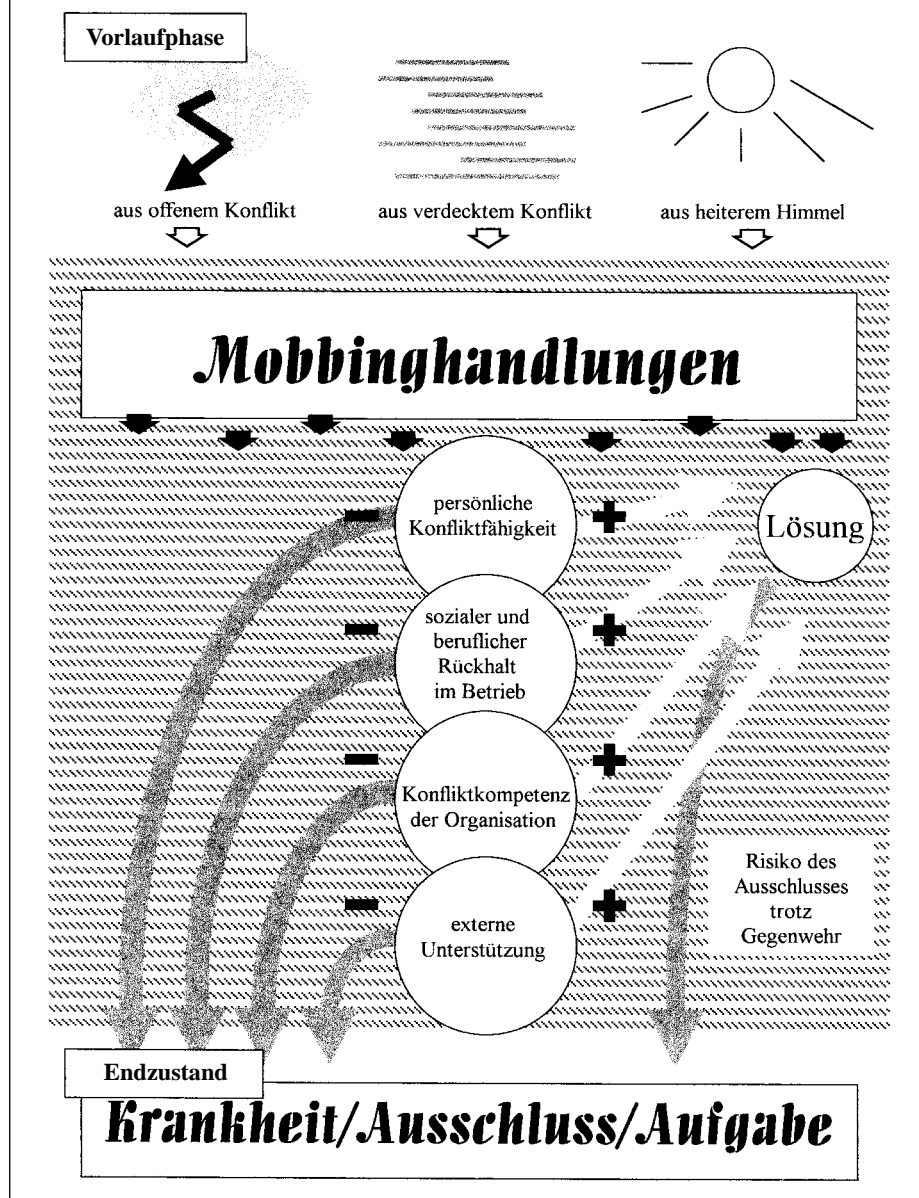 Vorlaufphase
aus offenem Konflikt
aus verdecktem Konflikt
aus heiterem Himmel
Mobbinghandlungen
persönliche
Konfliktfähigkeit
Lösung
sozialer und
beruflicher
Rückhalt
im Betrieb
Konfliktkompetenz
der Organisation
externe
Unterstützung
Risiko des
Ausschlusses
trotz
Gegenwehr
Endzustand
Krankheit/Ausschluss/Aufgabe